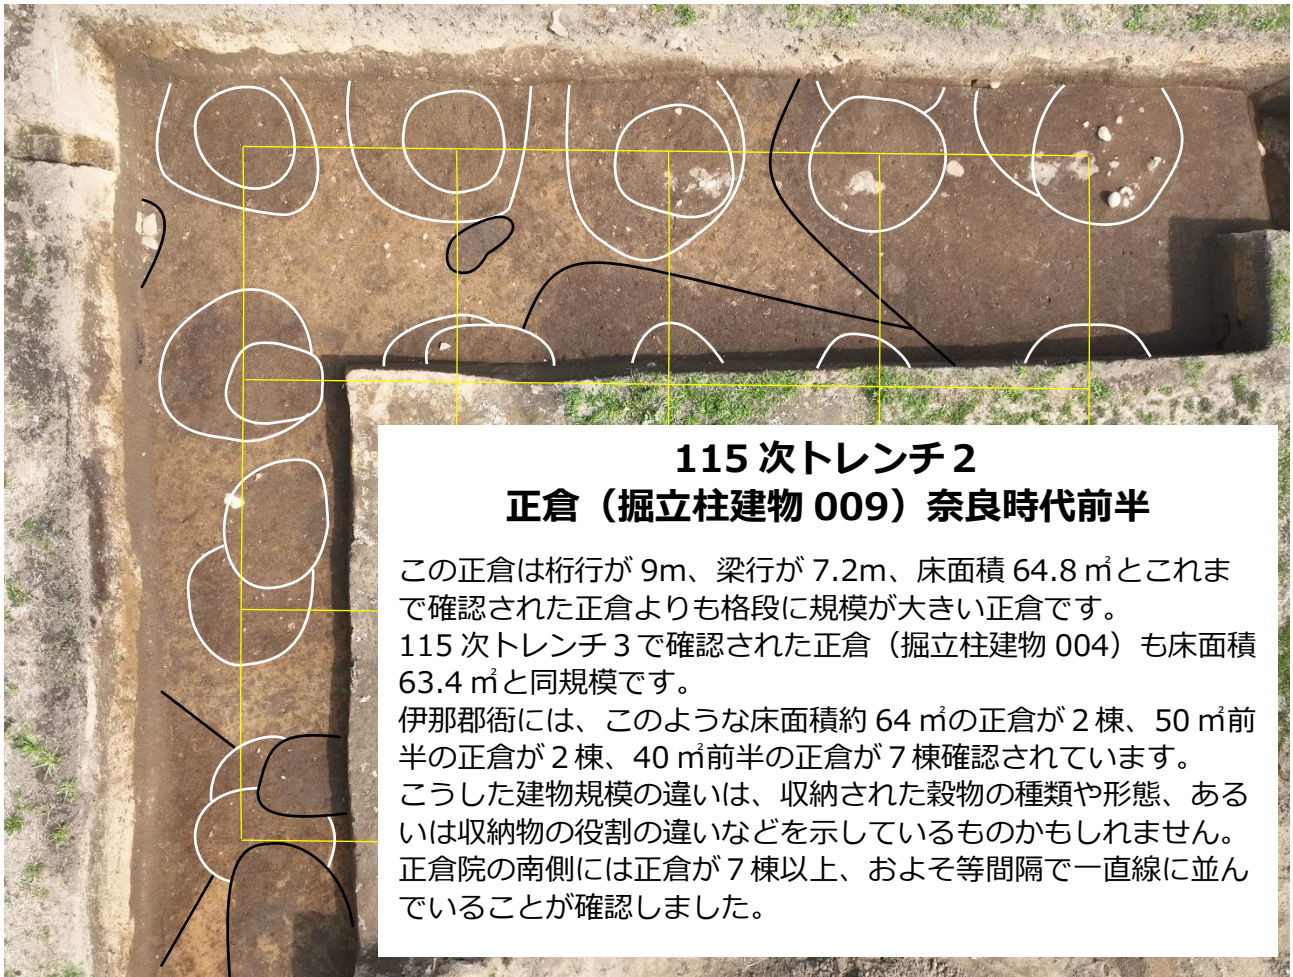 115 次トレンチ２
正倉（掘立柱建物 009）奈良時代前半
この正倉は桁行が 9m、梁行が 7.2m、床面積 64.8 ㎡とこれま
で確認された正倉よりも格段に規模が大きい正倉です。
115 次トレンチ３で確認された正倉（掘立柱建物 004）も床面積
63.4 ㎡と同規模です。
伊那郡衙には、このような床面積約 64 ㎡の正倉が２棟、50 ㎡前
半の正倉が２棟、40 ㎡前半の正倉が７棟確認されています。
こうした建物規模の違いは、収納された穀物の種類や形態、ある
いは収納物の役割の違いなどを示しているものかもしれません。
正倉院の南側には正倉が７棟以上、およそ等間隔で一直線に並ん
でいることが確認しました。